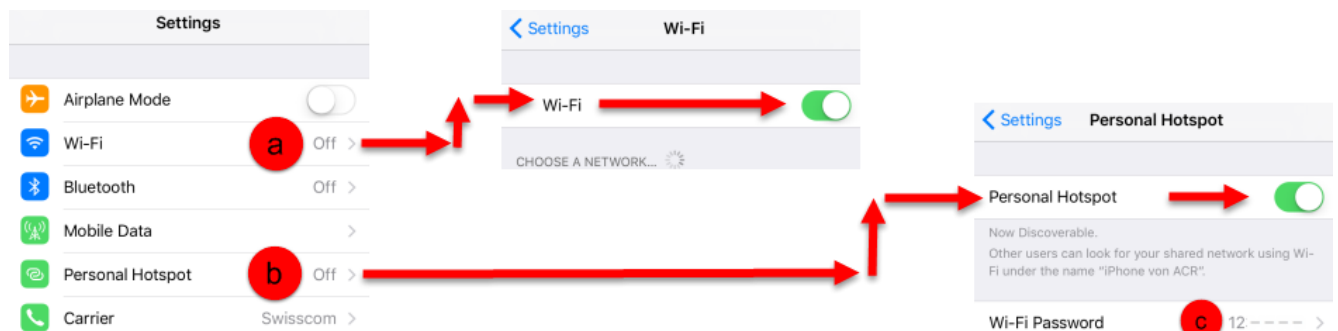 Settings
Airplane Mode
Wi-Fi a Off
Bluetooth Off
Mobile Data
Personal Hotspot b Off
Carrier Swisscom
Settings Wi-Fi
Wi-Fi
CHOOSE A NETWORK...
Settings Personal Hotspot
Personal Hotspot
Now Discoverable.
Other users can look for your shared network using Wi-
Fi under the name “iPhone von ACR”.
Wi-Fi Password c 12----